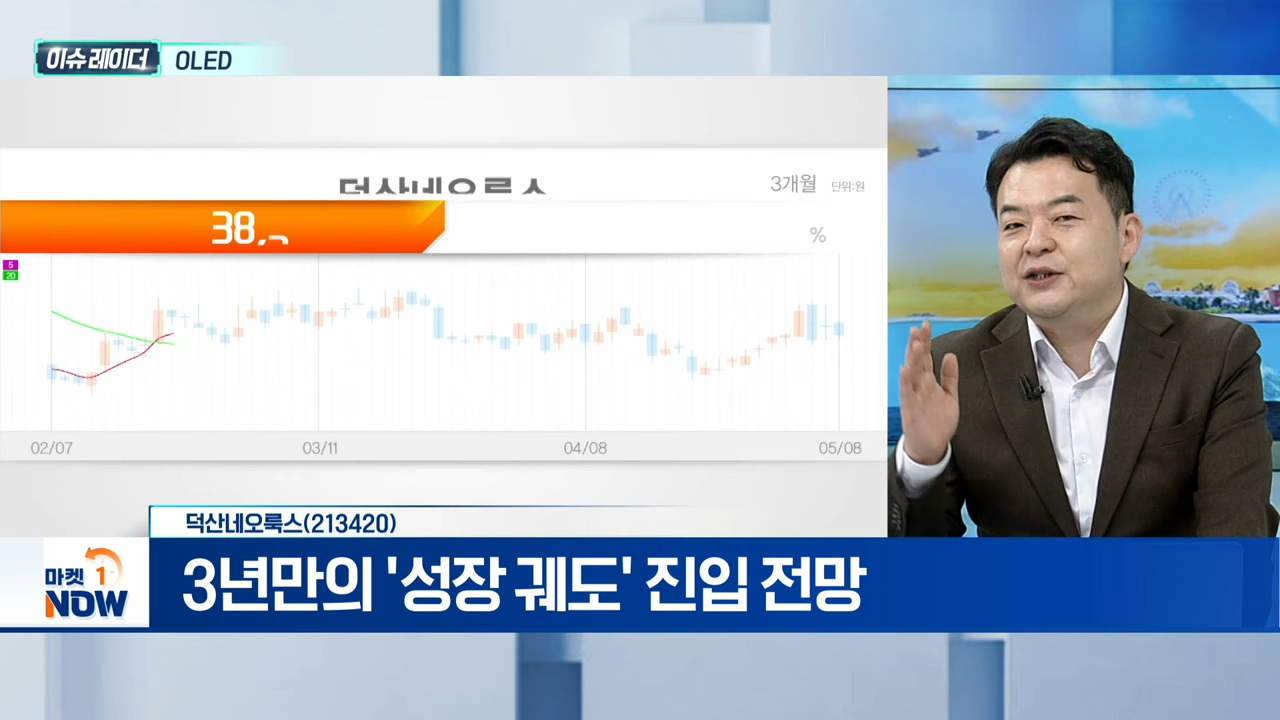 이슈 레이더 OLED
3개월 단위:원
38,
%
5
20
02/07 03/11 04/08 05/08
덕산네오룩스(213420)
마켓 1
NOW
3년만의 '성장 궤도' 진입 전망